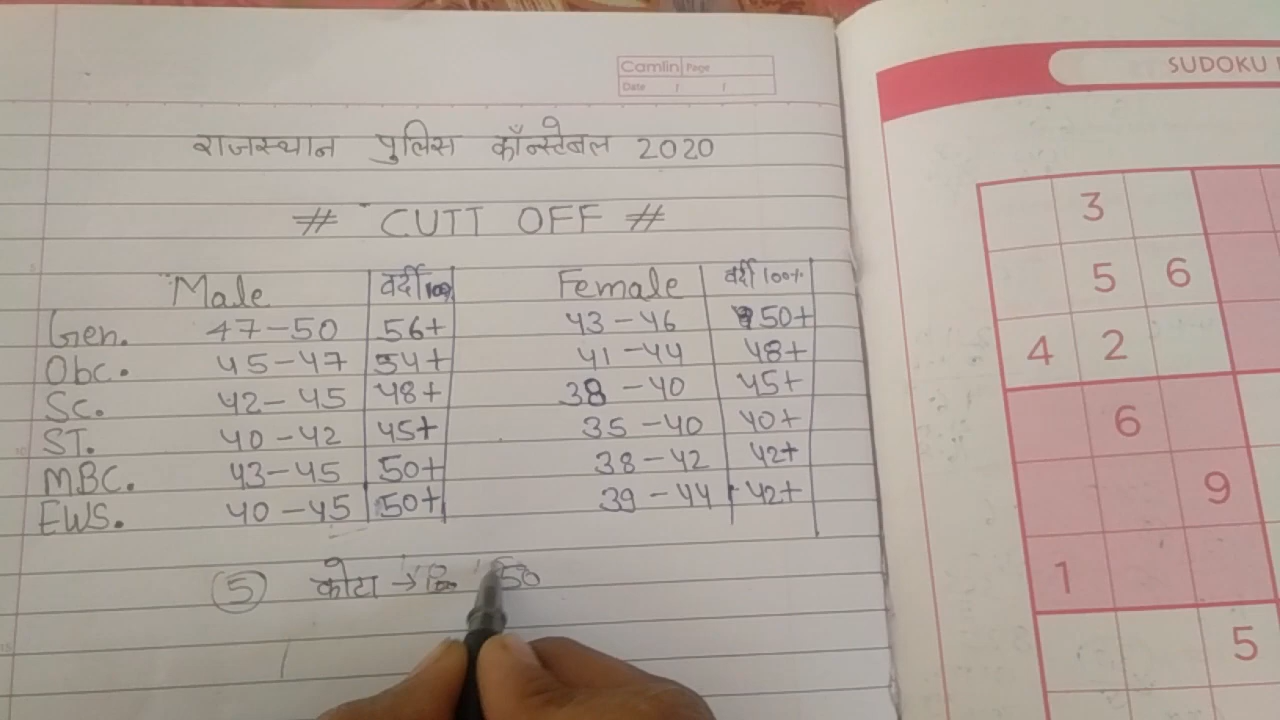 Camlin Page
Date / /
राजस्थान पुलिस कॉन्स्टेबल 2020
# CUTT OFF #
Male वर्दी 100% Female वर्दी 100%
Gen. 47-50 56+ 43-46 50+
Obc. 45-47 54+ 41-44 48+
Sc. 42-45 48+ 38-40 45+
ST. 40-42 45+ 35-40 40+
MBC. 43-45 50+ 38-42 42+
EWS. 40-45 50+ 39-44 42+
5 कोटा → 50
SUDOKU
3
5 6
4 2
6
9
1
5